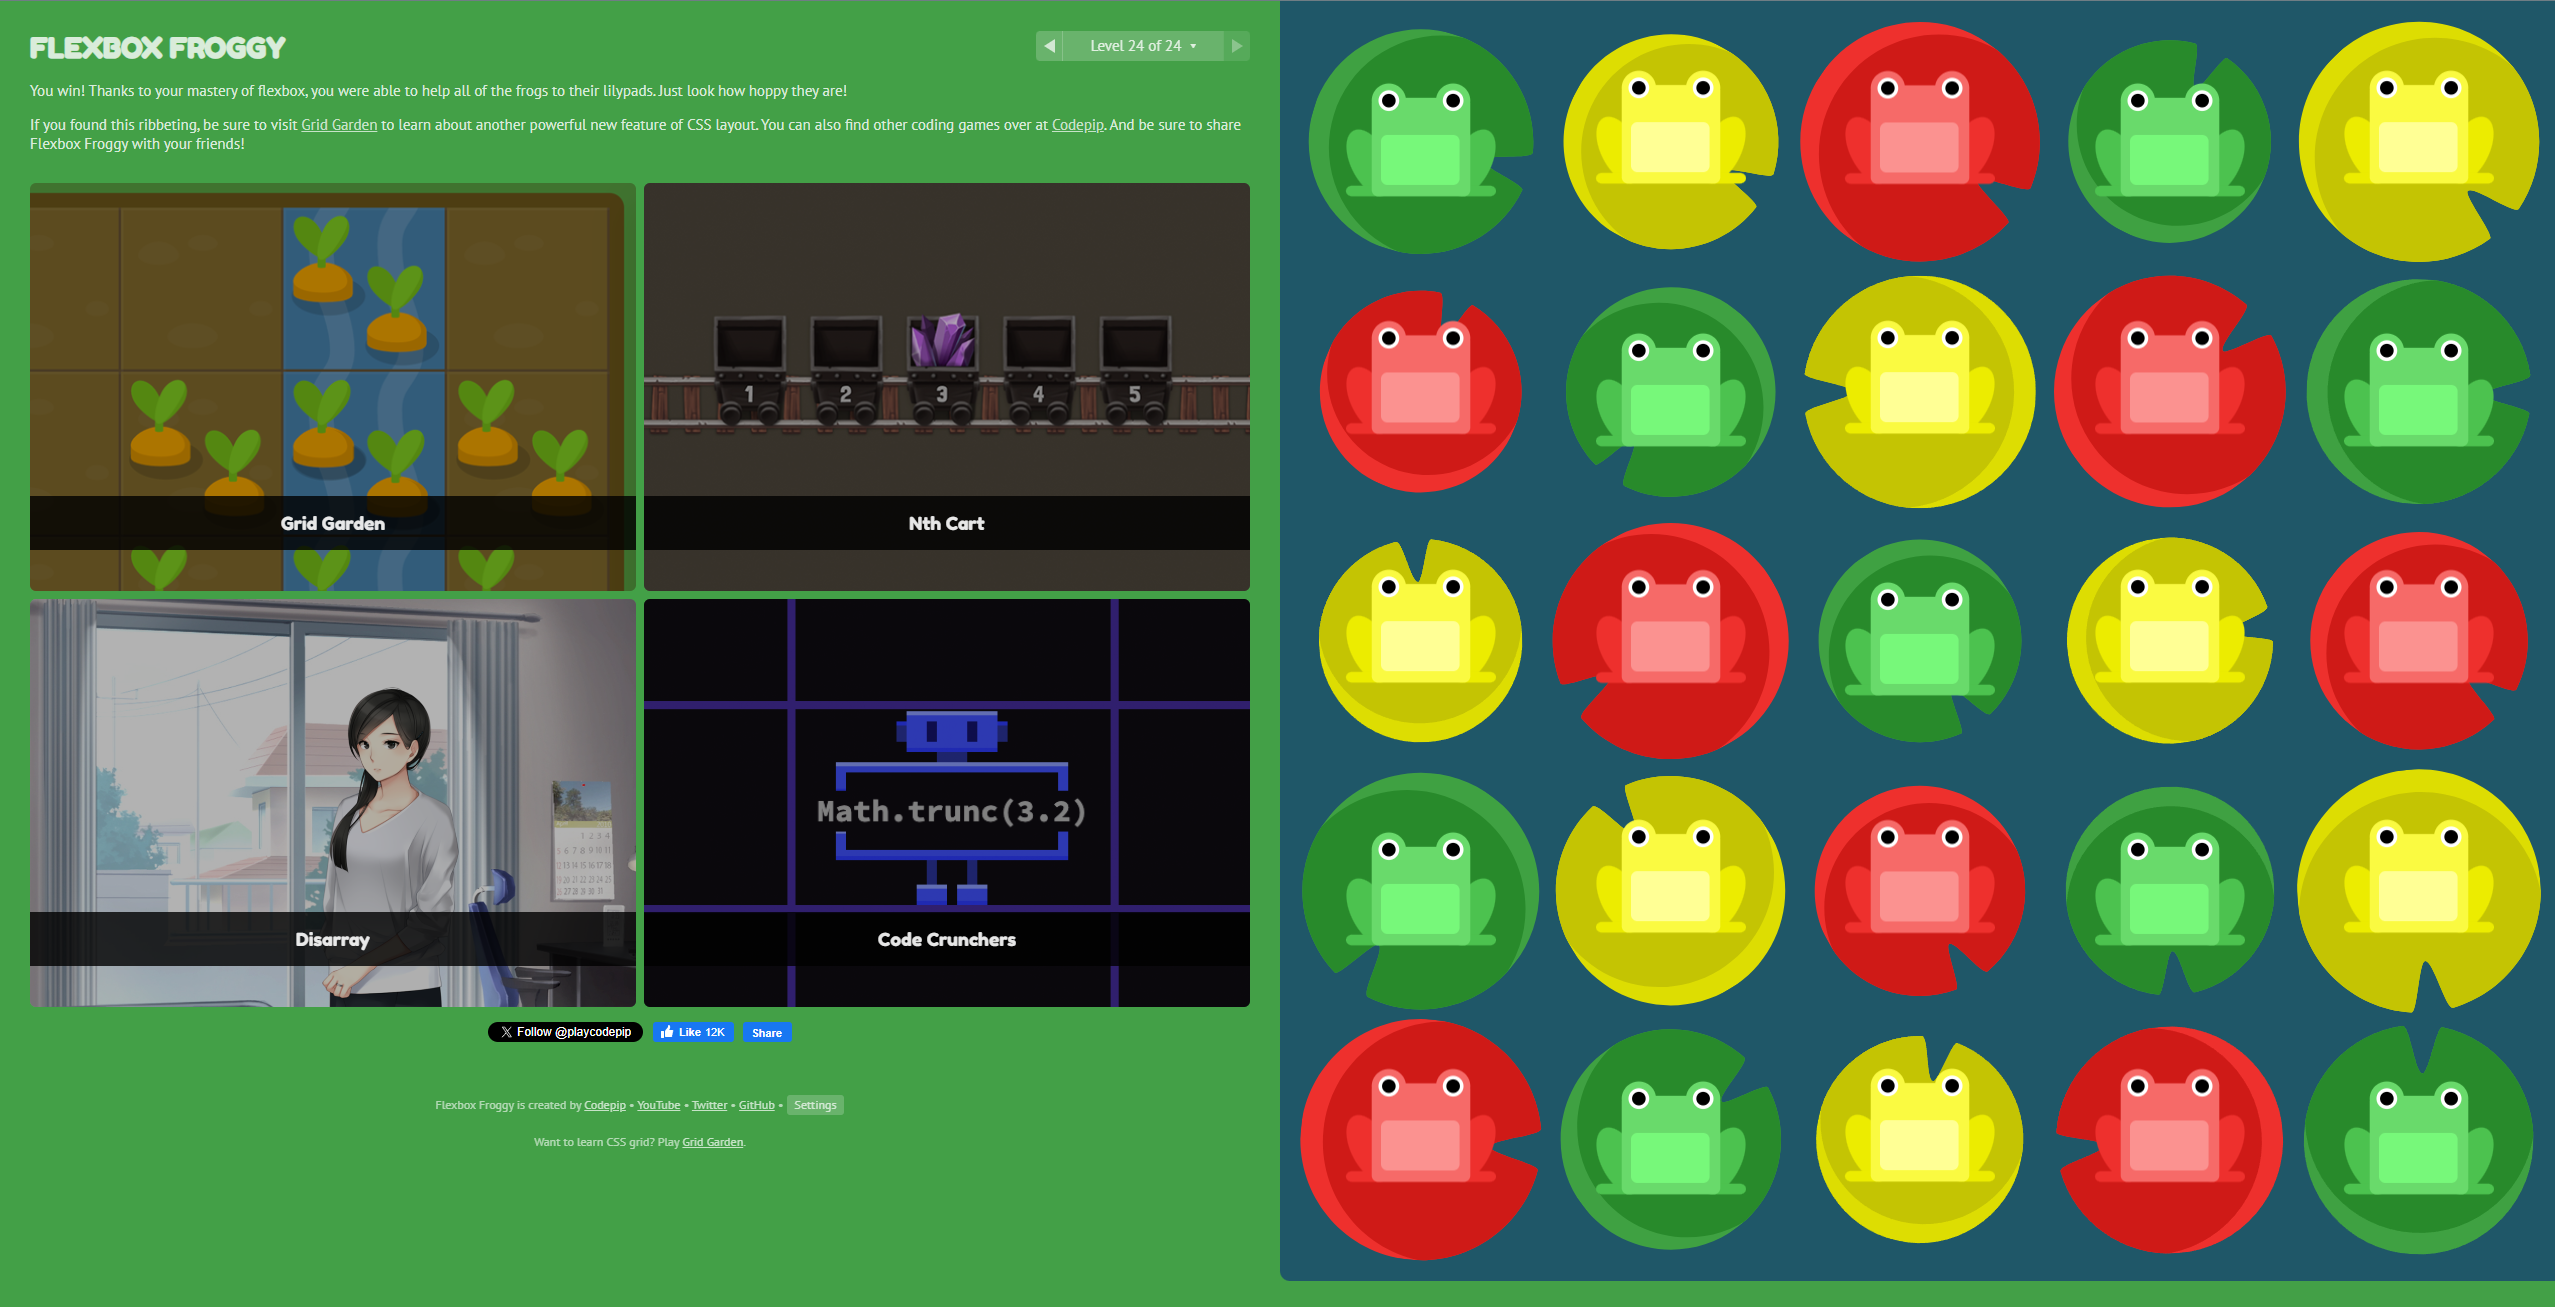 FLEXBOX FROGGY
Level 24 of 24
You win! Thanks to your mastery of flexbox, you were able to help all of the frogs to their lilypads. Just look how hoppy they are!
If you found this ribbeting, be sure to visit Grid Garden to learn about another powerful new feature of CSS layout. You can also find other coding games over at Codepip. And be sure to share
Flexbox Froggy with your friends!
1 2 3 4 5
Grid Garden
Nth Cart
Math.trunc(3.2)
Disarray
Code Crunchers
Follow @playcodepip
Like 12K
Share
Flexbox Froggy is created by Codepip • YouTube • Twitter • GitHub • Settings
Want to learn CSS grid? Play Grid Garden.